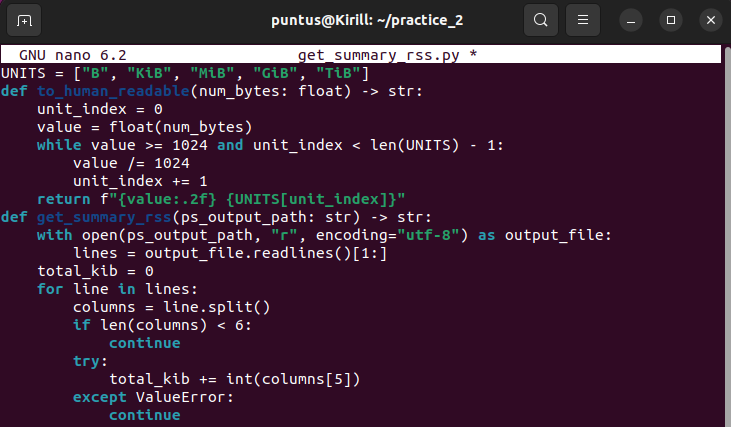 puntus@Kirill: ~/practice_2
GNU nano 6.2 get_summary_rss.py *
UNITS = ["B", "KiB", "MiB", "GiB", "TiB"]
def to_human_readable(num_bytes: float) -> str:
    unit_index = 0
    value = float(num_bytes)
    while value >= 1024 and unit_index < len(UNITS) - 1:
        value /= 1024
        unit_index += 1
    return f"{value:.2f} {UNITS[unit_index]}"
def get_summary_rss(ps_output_path: str) -> str:
    with open(ps_output_path, "r", encoding="utf-8") as output_file:
        lines = output_file.readlines()[1:]
    total_kib = 0
    for line in lines:
        columns = line.split()
        if len(columns) < 6:
            continue
        try:
            total_kib += int(columns[5])
        except ValueError:
            continue